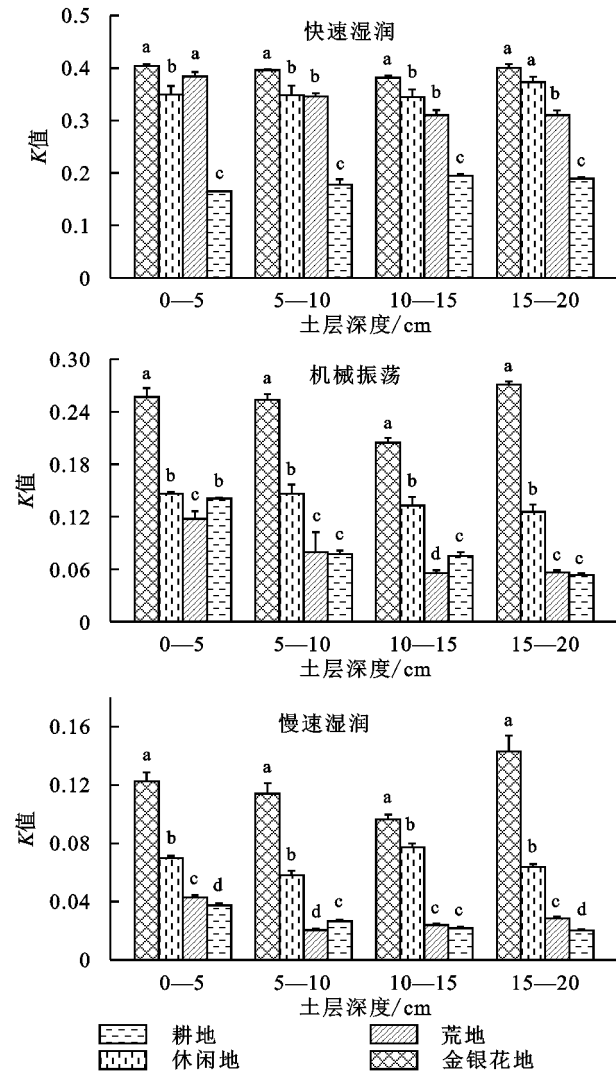 快速湿润
0.5
0.4
0.3
0.2
0.1
0
K值
a b a c
a b b c
a b b c
a a b c
0—5 5—10 10—15 15—20
土层深度/cm
机械振荡
0.30
0.24
0.18
0.12
0.06
0
K值
a b c b
a b c c
a b d c
a b c c
0—5 5—10 10—15 15—20
土层深度/cm
慢速湿润
0.16
0.12
0.08
0.04
0
K值
a b c d
a b d c
a b c c
a b c d
0—5 5—10 10—15 15—20
土层深度/cm
耕地 荒地
休闲地 金银花地